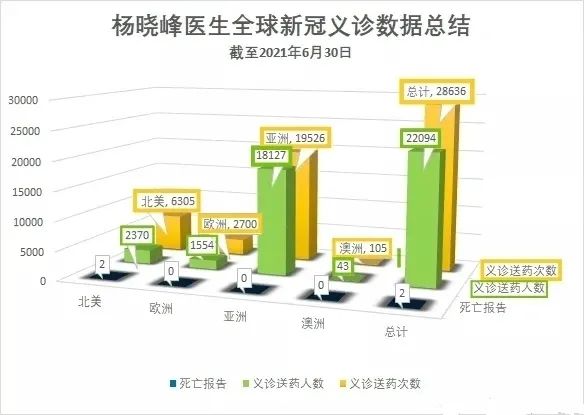 杨晓峰医生全球新冠义诊数据总结
截至2021年6月30日
30000
25000
20000
15000
10000
5000
0
总计, 28636
22094
亚洲, 19526
18127
北美, 6305
2370
欧洲, 2700
1554
澳洲, 105
43
2
0
0
0
2
北美
欧洲
亚洲
澳洲
总计
义诊送药次数
义诊送药人数
死亡报告
死亡报告 义诊送药人数 义诊送药次数